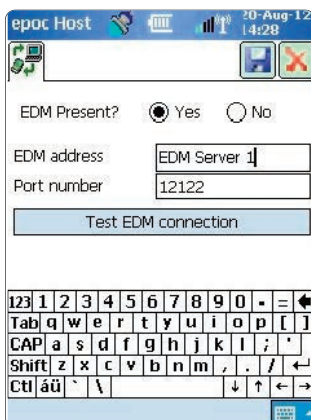 epoc Host 20-Aug-12
14:28
EDM Present? Yes No
EDM address EDM Server 1
Port number 12122
Test EDM connection
123 1 2 3 4 5 6 7 8 9 0 - = ←
Tab q w e r t y u i o p [ ]
CAP a s d f g h j k l ; '
Shift z x c v b n m , . / ↵
Ctl áü ` \ ↓ ↑ ← →